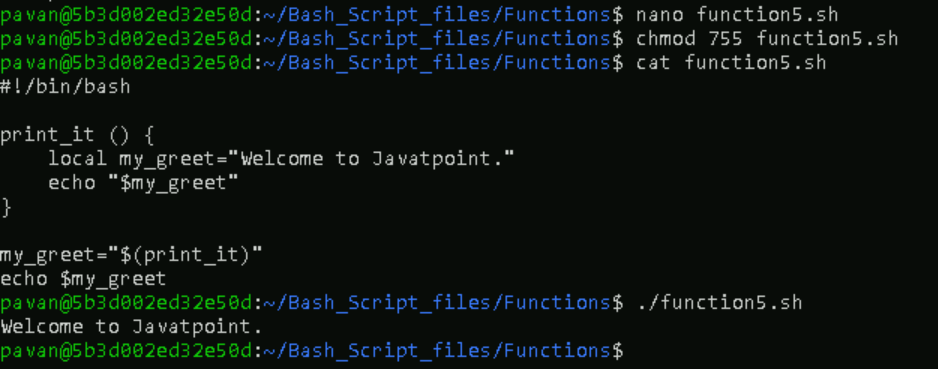 pavan@5b3d002ed32e50d:~/Bash_Script_files/Functions$ nano function5.sh
pavan@5b3d002ed32e50d:~/Bash_Script_files/Functions$ chmod 755 function5.sh
pavan@5b3d002ed32e50d:~/Bash_Script_files/Functions$ cat function5.sh
#!/bin/bash

print_it () {
    local my_greet="Welcome to Javatpoint."
    echo "$my_greet"
}

my_greet="$(print_it)"
echo $my_greet
pavan@5b3d002ed32e50d:~/Bash_Script_files/Functions$ ./function5.sh
Welcome to Javatpoint.
pavan@5b3d002ed32e50d:~/Bash_Script_files/Functions$